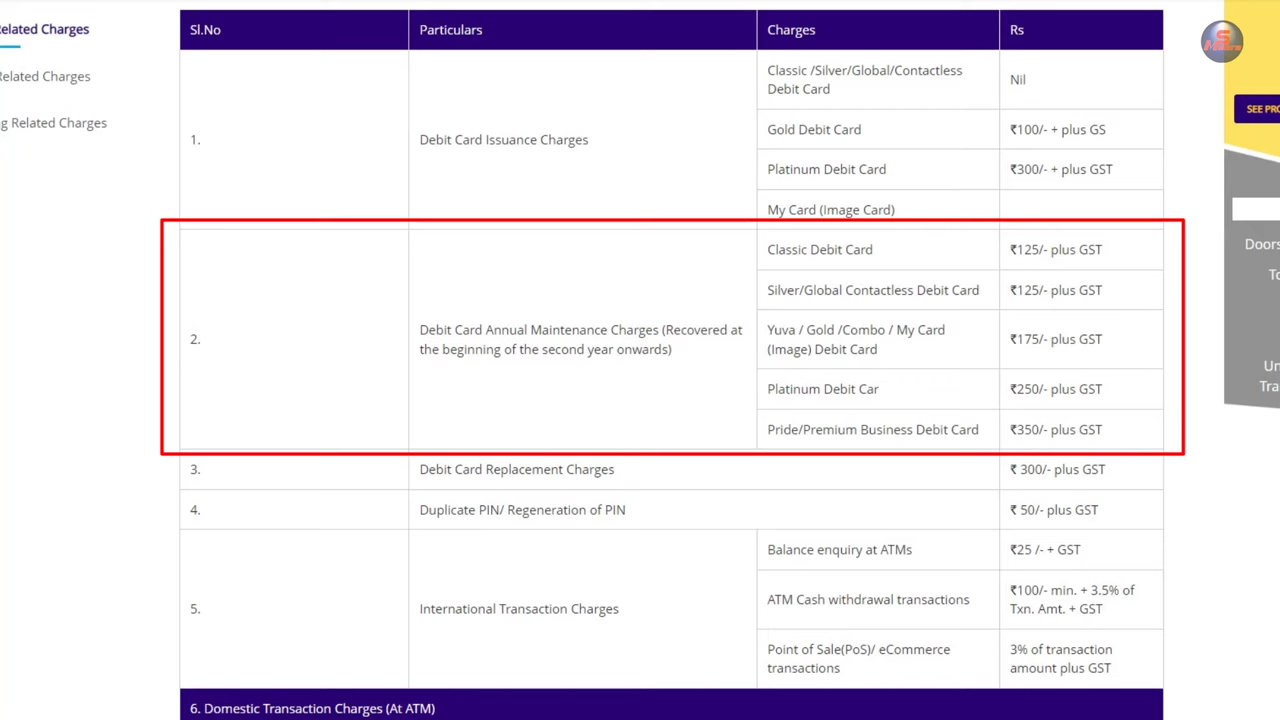 elated Charges
elated Charges
g Related Charges
Sl.No Particulars Charges Rs
1. Debit Card Issuance Charges
Classic /Silver/Global/Contactless
Debit Card
Nil
Gold Debit Card ₹100/- + plus GS
Platinum Debit Card ₹300/- + plus GST
My Card (Image Card)
2. Debit Card Annual Maintenance Charges (Recovered at
the beginning of the second year onwards)
Classic Debit Card ₹125/- plus GST
Silver/Global Contactless Debit Card ₹125/- plus GST
Yuva / Gold /Combo / My Card
(Image) Debit Card
₹175/- plus GST
Platinum Debit Car ₹250/- plus GST
Pride/Premium Business Debit Card ₹350/- plus GST
3. Debit Card Replacement Charges ₹ 300/- plus GST
4. Duplicate PIN/ Regeneration of PIN ₹ 50/- plus GST
5. International Transaction Charges
Balance enquiry at ATMs ₹25 /- + GST
ATM Cash withdrawal transactions
₹100/- min. + 3.5% of
Txn. Amt. + GST
Point of Sale(PoS)/ eCommerce
transactions
3% of transaction
amount plus GST
6. Domestic Transaction Charges (At ATM)
SEE PRO
Doors
To
Un
Tra